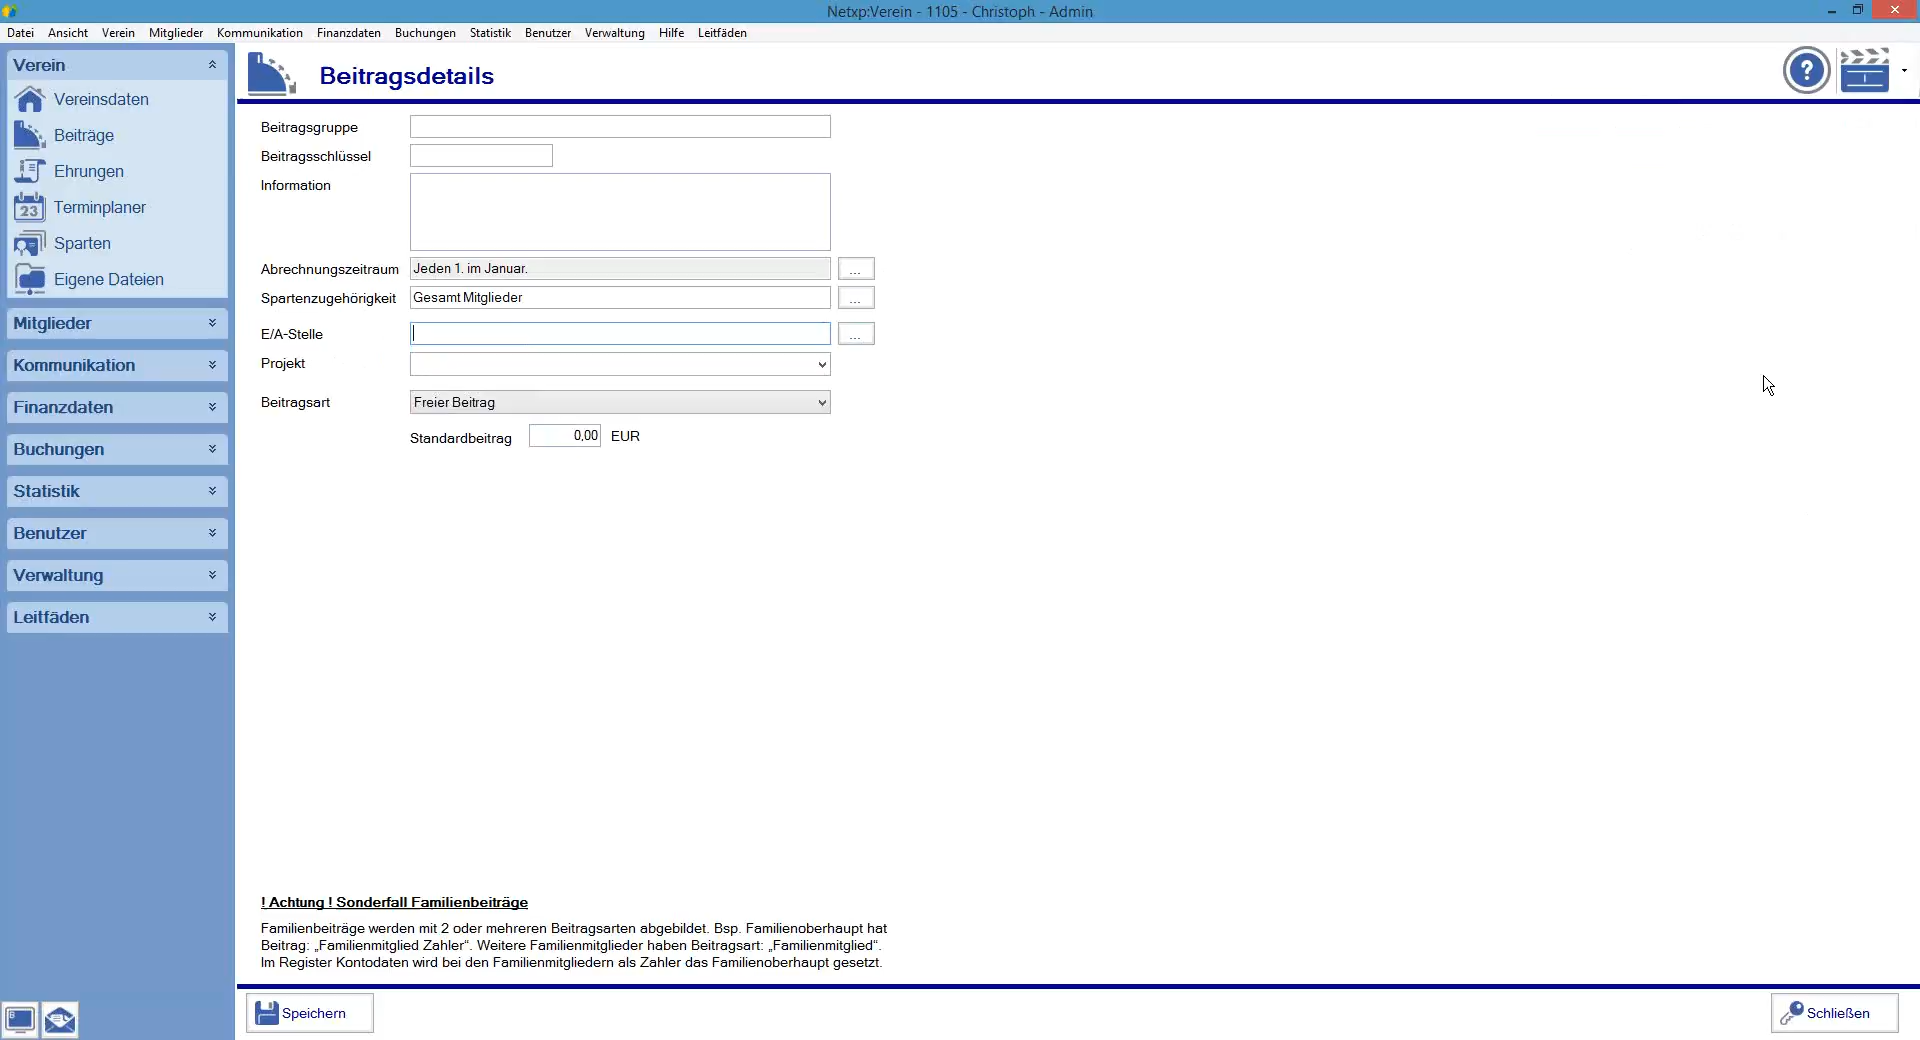 Netxp:Verein - 1105 - Christoph - Admin
Datei Ansicht Verein Mitglieder Kommunikation Finanzdaten Buchungen Statistik Benutzer Verwaltung Hilfe Leitfäden
Verein
Vereinsdaten
Beiträge
Ehrungen
23
Terminplaner
Sparten
Eigene Dateien
Mitglieder
Kommunikation
Finanzdaten
Buchungen
Statistik
Benutzer
Verwaltung
Leitfäden
Beitragsdetails
?
Beitragsgruppe
Beitragsschlüssel
Information
Abrechnungszeitraum Jeden 1. im Januar. ...
Spartenzugehörigkeit Gesamt Mitglieder ...
E/A-Stelle ...
Projekt
Beitragsart Freier Beitrag
Standardbeitrag 0,00 EUR
! Achtung ! Sonderfall Familienbeiträge
Familienbeiträge werden mit 2 oder mehreren Beitragsarten abgebildet. Bsp. Familienoberhaupt hat
Beitrag: „Familienmitglied Zahler“. Weitere Familienmitglieder haben Beitragsart: „Familienmitglied“.
Im Register Kontodaten wird bei den Familienmitgliedern als Zahler das Familienoberhaupt gesetzt.
Speichern Schließen